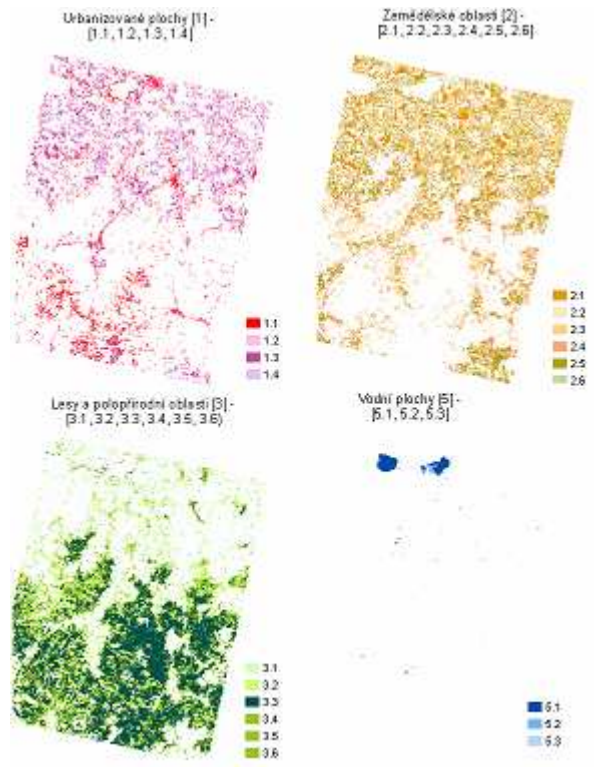 Urbanizované plochy [1] -
[1.1, 1.2, 1.3, 1.4]
Zemědělské oblasti [2] -
[2.1, 2.2, 2.3, 2.4, 2.5, 2.6]
1.1
1.2
1.3
1.4
2.1
2.2
2.3
2.4
2.5
2.6
Lesy a polopřírodní oblasti [3] -
[3.1, 3.2, 3.3, 3.4, 3.5, 3.6)
Vodní plochy [5] -
[5.1, 5.2, 5.3]
3.1
3.2
3.3
3.4
3.5
3.6
5.1
5.2
5.3